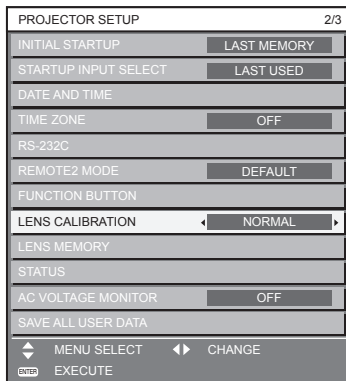 PROJECTOR SETUP 2/3
INITIAL STARTUP LAST MEMORY
STARTUP INPUT SELECT LAST USED
DATE AND TIME
TIME ZONE OFF
RS-232C
REMOTE2 MODE DEFAULT
FUNCTION BUTTON
LENS CALIBRATION NORMAL
LENS MEMORY
STATUS
AC VOLTAGE MONITOR OFF
SAVE ALL USER DATA
MENU SELECT CHANGE
ENTER EXECUTE